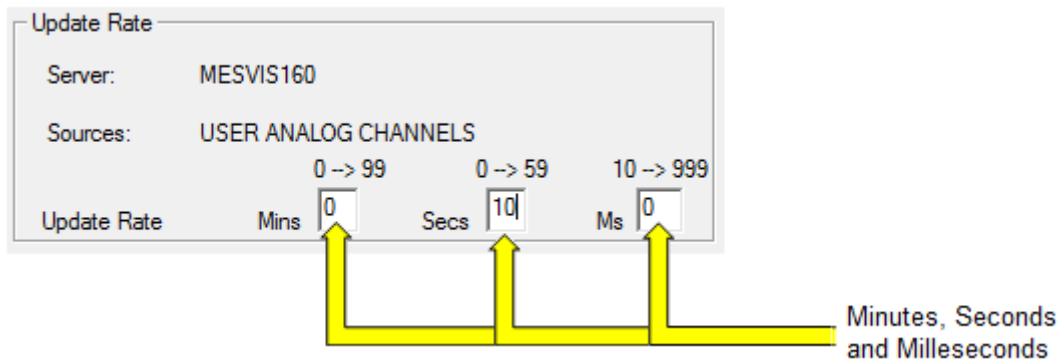 Update Rate
Server: MESVIS160
Sources: USER ANALOG CHANNELS
0 --> 99 0 --> 59 10 --> 999
Update Rate Mins 0 Secs 10 Ms 0
Minutes, Seconds
and Milleseconds